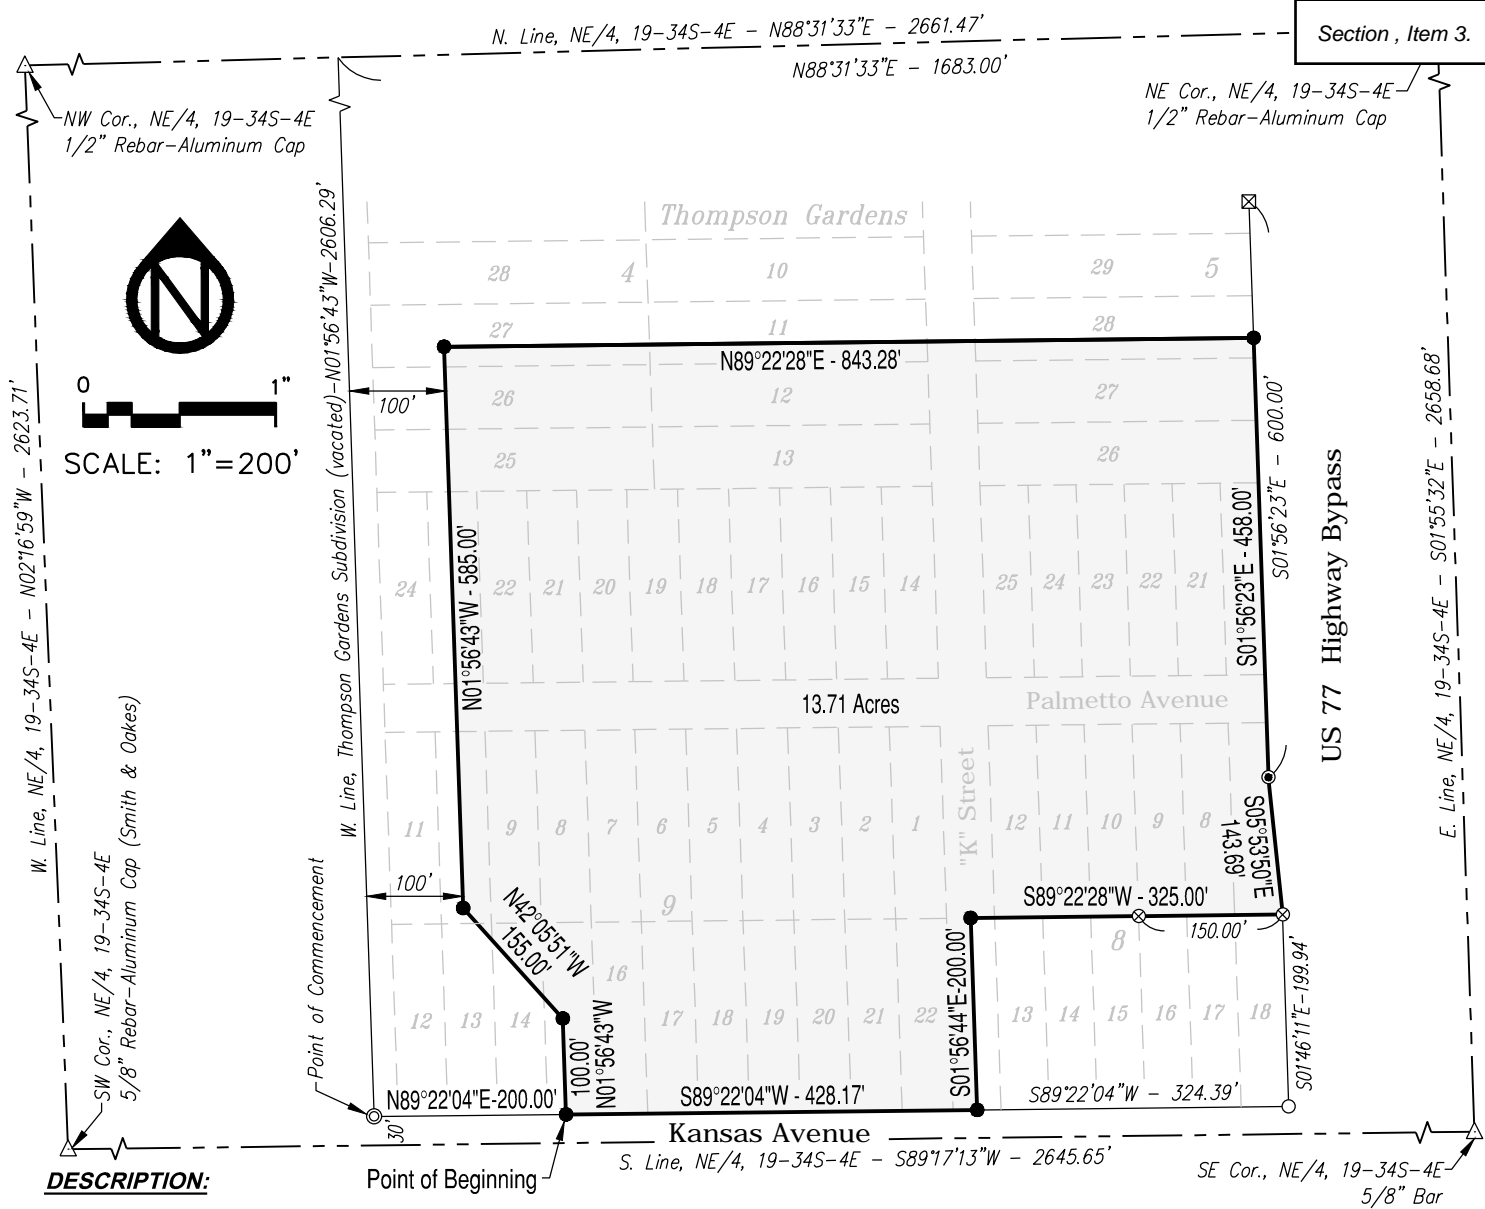 N. Line, NE/4, 19-34S-4E - N88°31'33"E - 2661.47'
Section , Item 3.
N88°31'33"E - 1683.00'
NW Cor., NE/4, 19-34S-4E
1/2" Rebar-Aluminum Cap
NE Cor., NE/4, 19-34S-4E
1/2" Rebar-Aluminum Cap
W. Line, NE/4, 19-34S-4E - N02°16'59"W - 2623.71'
W. Line, Thompson Gardens Subdivision (vacated)-N01°56'43"W-2606.29'
N
0 1"
SCALE: 1"=200'
Thompson Gardens
28 4 10 29 5
27 11 28
N89°22'28"E - 843.28'
100'
26 12 27
25 13 26
S01°56'23"E - 600.00'
N01°56'43"W - 585.00'
S01°56'23"E - 458.00'
US 77 Highway Bypass
E. Line, NE/4, 19-34S-4E - S01°55'32"E - 2658.68'
24 22 21 20 19 18 17 16 15 14 25 24 23 22 21
13.71 Acres
Palmetto Avenue
"K" Street
11 9 8 7 6 5 4 3 2 1 12 11 10 9 8
S05°53'50"E
143.69'
100'
9
S89°22'28"W - 325.00'
150.00'
8
N42°05'51"W
155.00'
16
12 13 14 17 18 19 20 21 22 13 14 15 16 17 18
100.00'
N01°56'43"W
S01°56'44"E-200.00'
S01°46'11"E-199.94'
SW Cor., NE/4, 19-34S-4E
5/8" Rebar-Aluminum Cap (Smith & Oakes)
Point of Commencement
N89°22'04"E-200.00'
S89°22'04"W - 428.17'
S89°22'04"W - 324.39'
30'
Kansas Avenue
S. Line, NE/4, 19-34S-4E - S89°17'13"W - 2645.65'
Point of Beginning
SE Cor., NE/4, 19-34S-4E
5/8" Bar
DESCRIPTION: